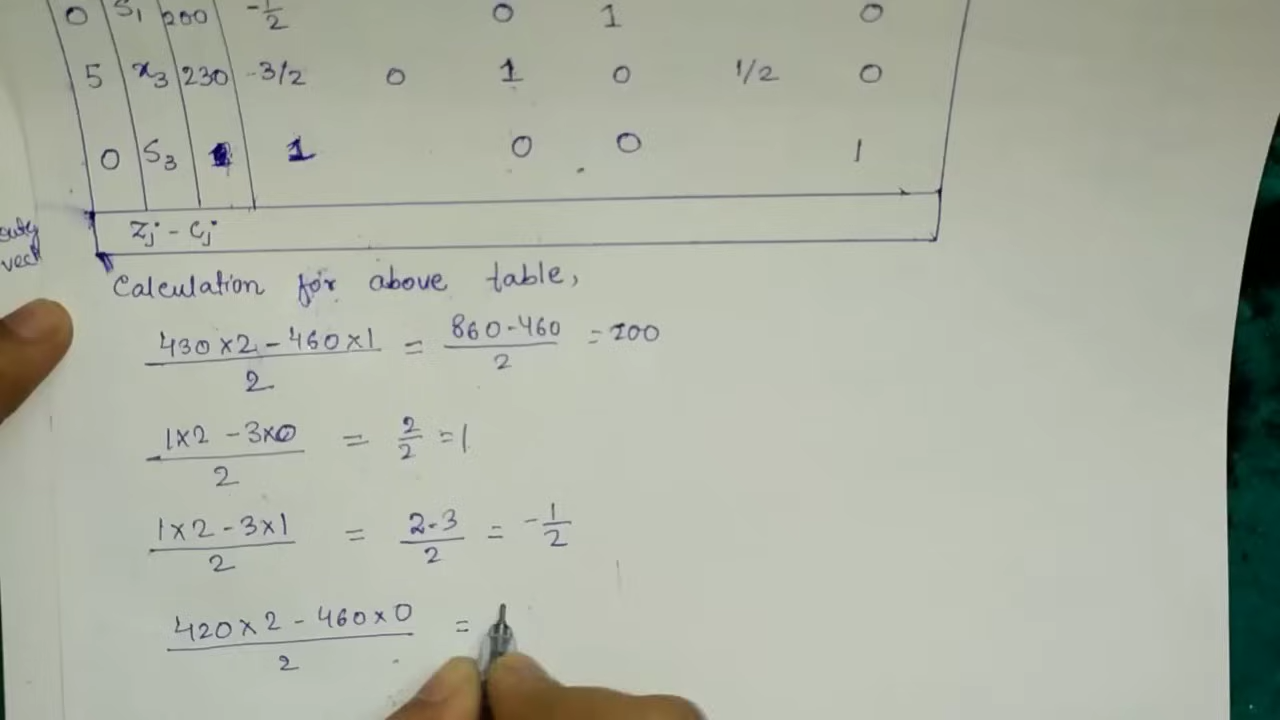 0 S₁ 200 -1/2 0 1 0
5 x₃ 230 -3/2 0 1 0 1/2 0
0 S₃ 1 0 0 1
Zj - Cj
Calculation for above table,
(430×2 - 460×1)/2 = (860-460)/2 = 200
(1×2 - 3×0)/2 = 2/2 = 1
(1×2 - 3×1)/2 = (2-3)/2 = -1/2
(420×2 - 460×0)/2 =